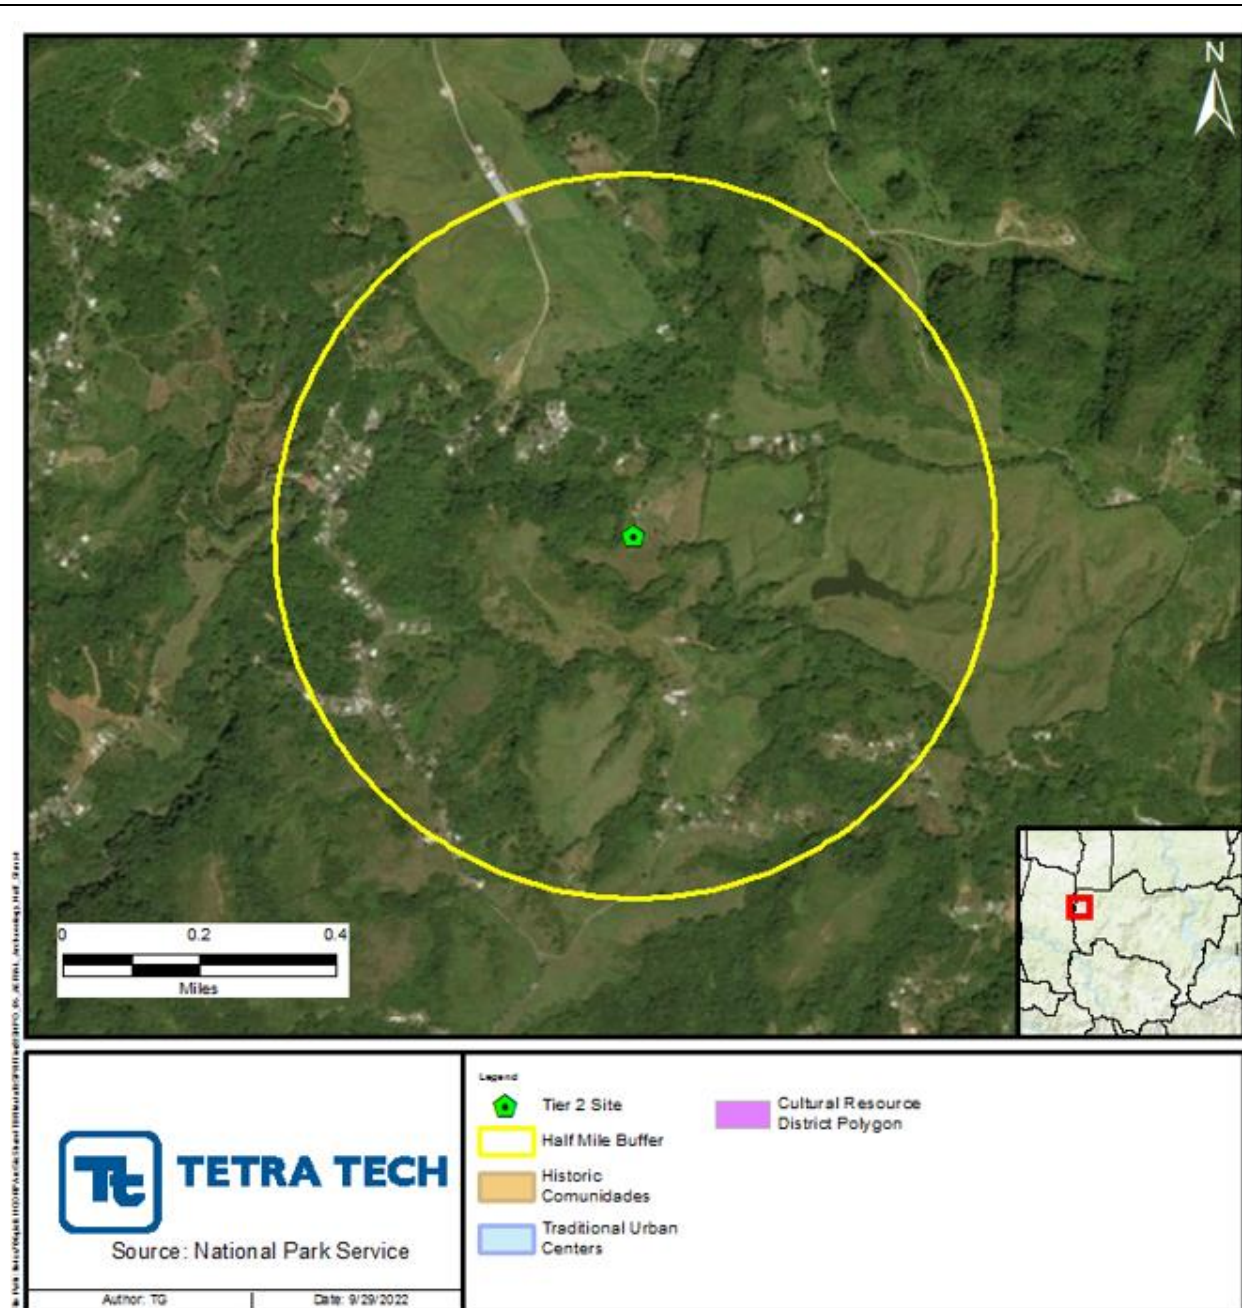 N
0 0.2 0.4
Miles
Legend
Tier 2 Site
Half Mile Buffer
Historic
Comunidades
Traditional Urban
Centers
Cultural Resource
District Polygon
Tt
TETRA TECH
Source: National Park Service
Author: TG
Date: 9/29/2022